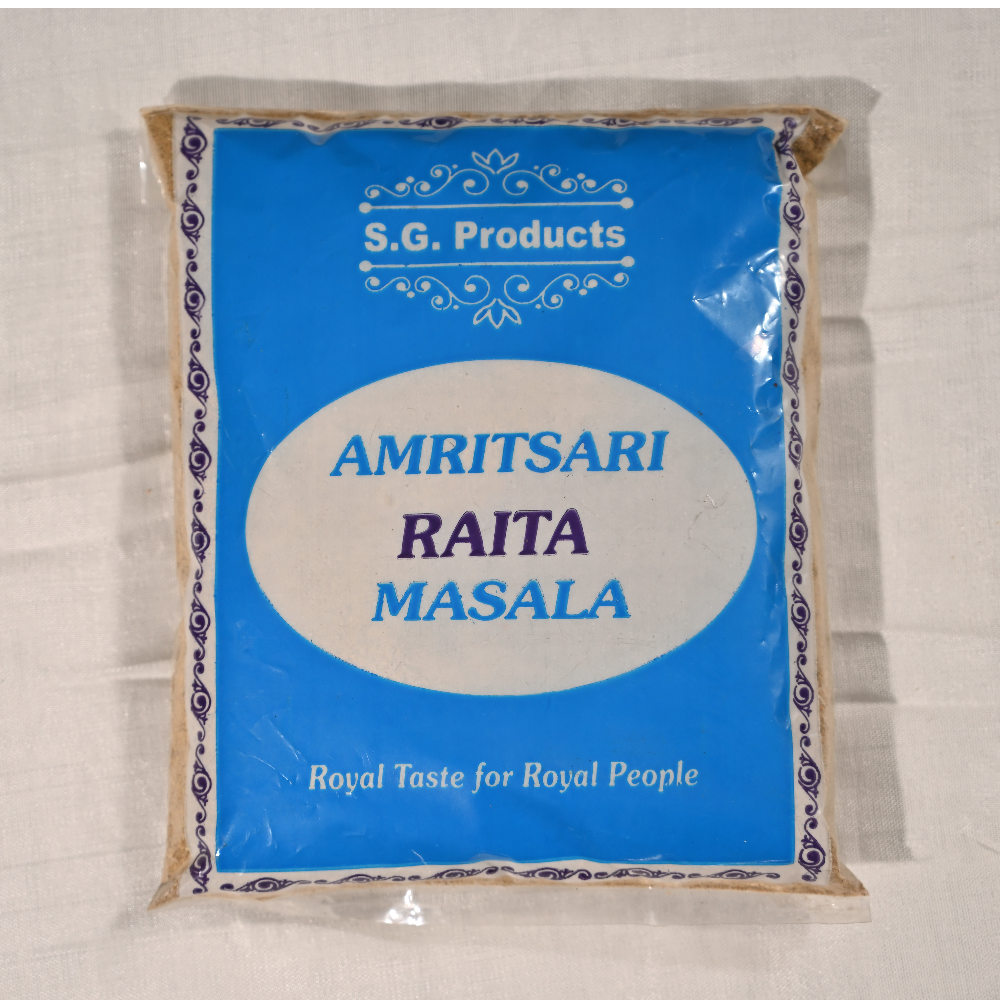 S.G. Products
AMRITSARI
RAITA
MASALA
Royal Taste for Royal People